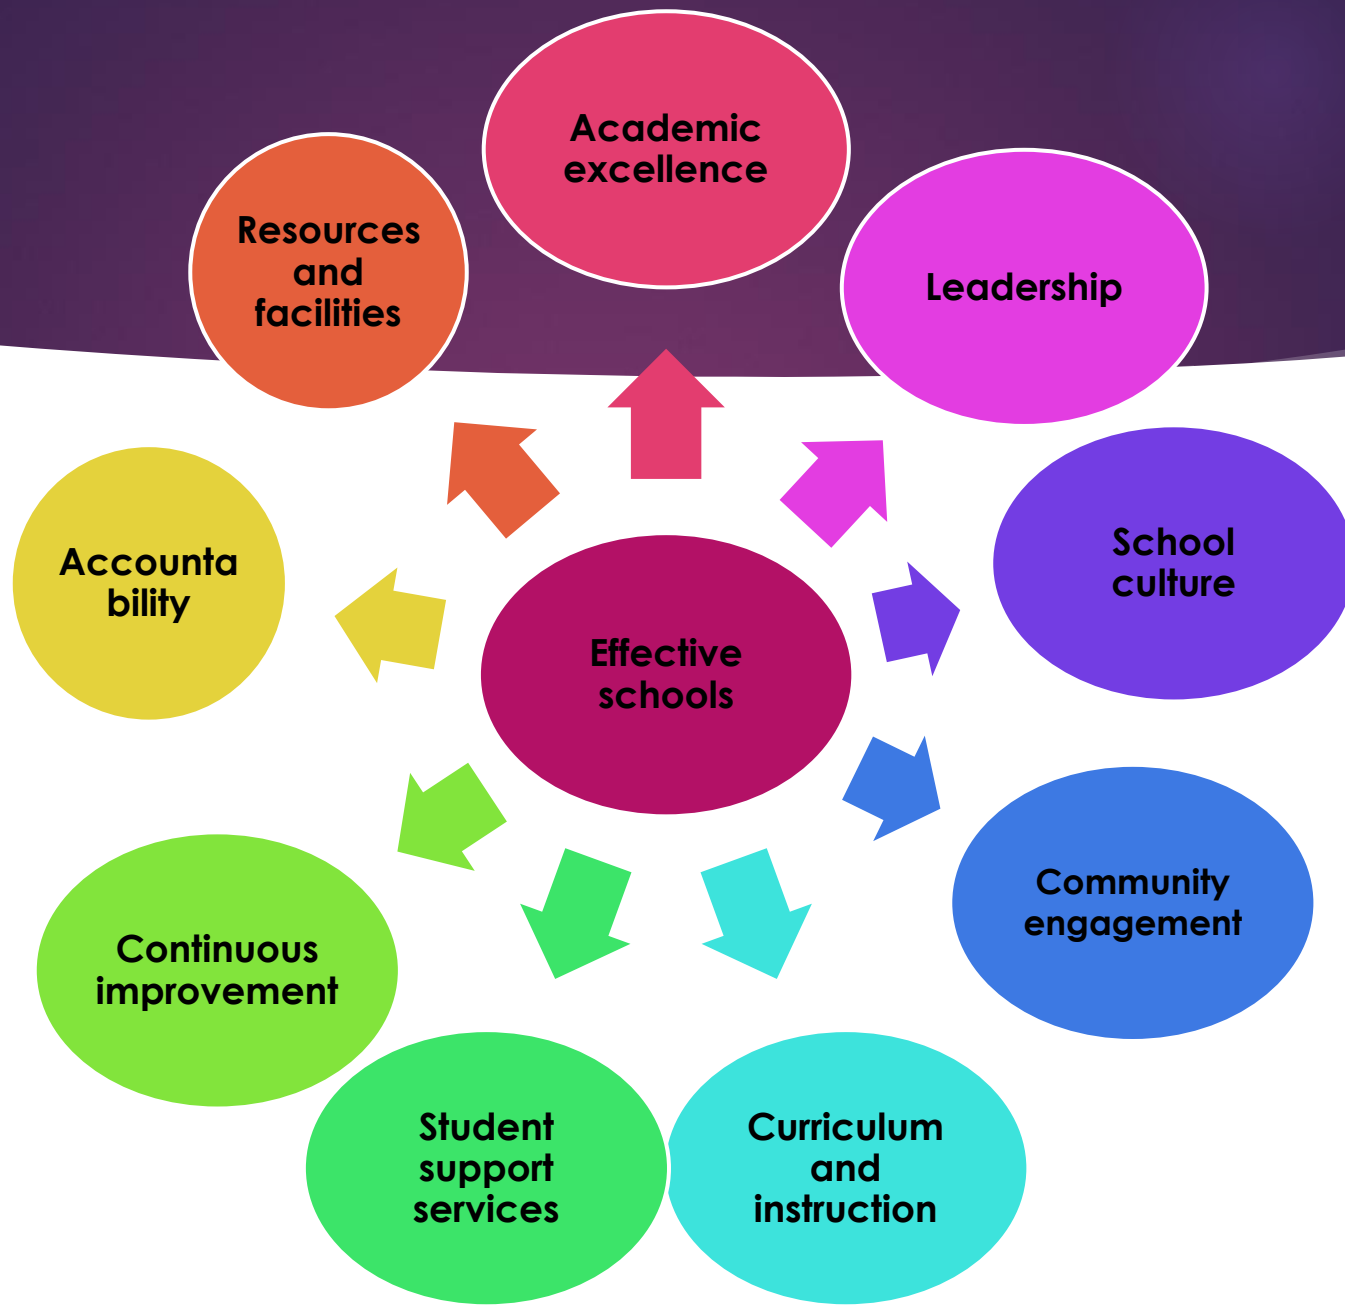 Academic
excellence
Leadership
School
culture
Community
engagement
Curriculum
and
instruction
Student
support
services
Continuous
improvement
Accounta
bility
Resources
and
facilities
Effective
schools